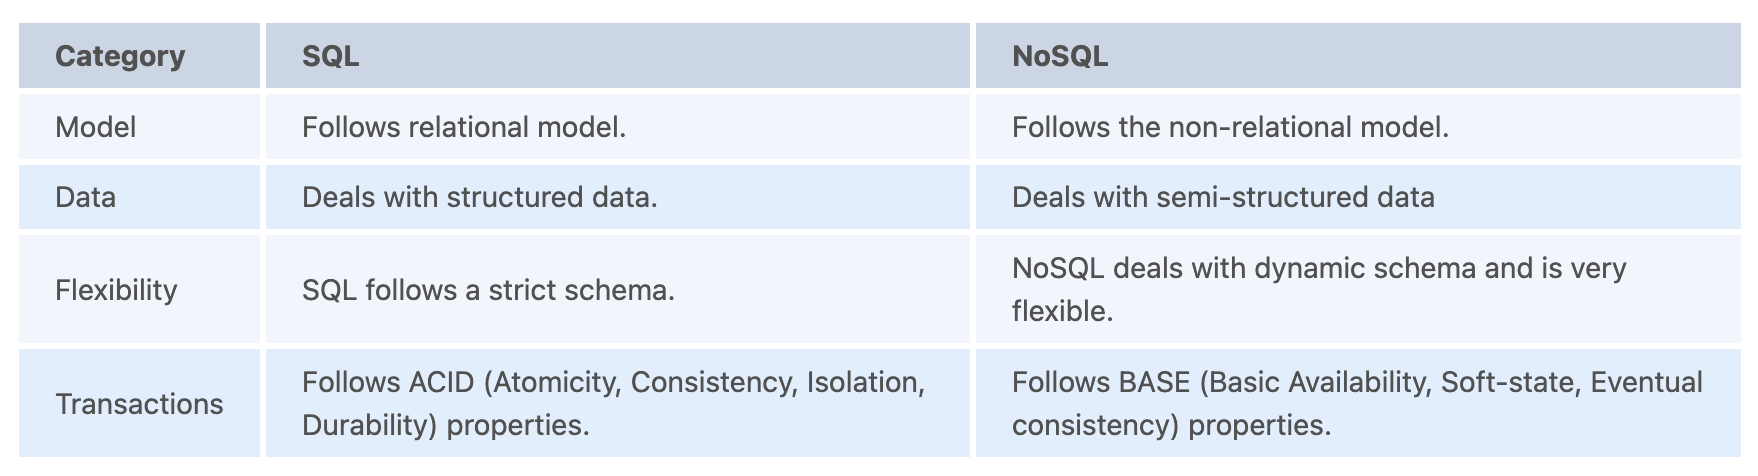 Category SQL NoSQL
Model Follows relational model. Follows the non-relational model.
Data Deals with structured data. Deals with semi-structured data
Flexibility SQL follows a strict schema. NoSQL deals with dynamic schema and is very
flexible.
Transactions Follows ACID (Atomicity, Consistency, Isolation,
Durability) properties.
Follows BASE (Basic Availability, Soft-state, Eventual
consistency) properties.